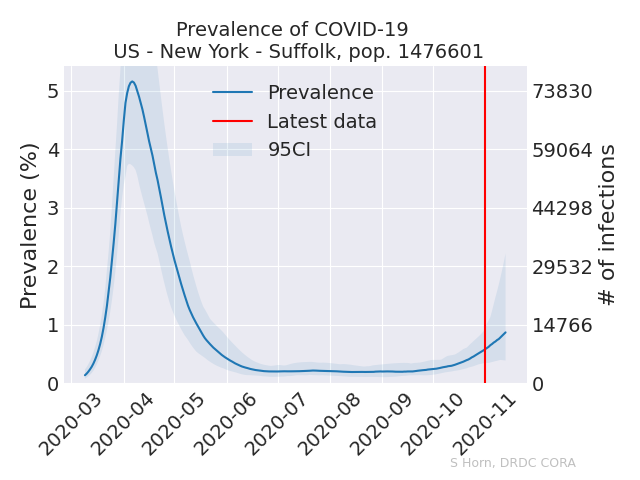 Prevalence of COVID-19
US - New York - Suffolk, pop. 1476601
Prevalence
Latest data
95CI
Prevalence (%)
5
4
3
2
1
0
73830
59064
44298
29532
14766
0
# of infections
2020-03
2020-04
2020-05
2020-06
2020-07
2020-08
2020-09
2020-10
2020-11
S Horn, DRDC CORA